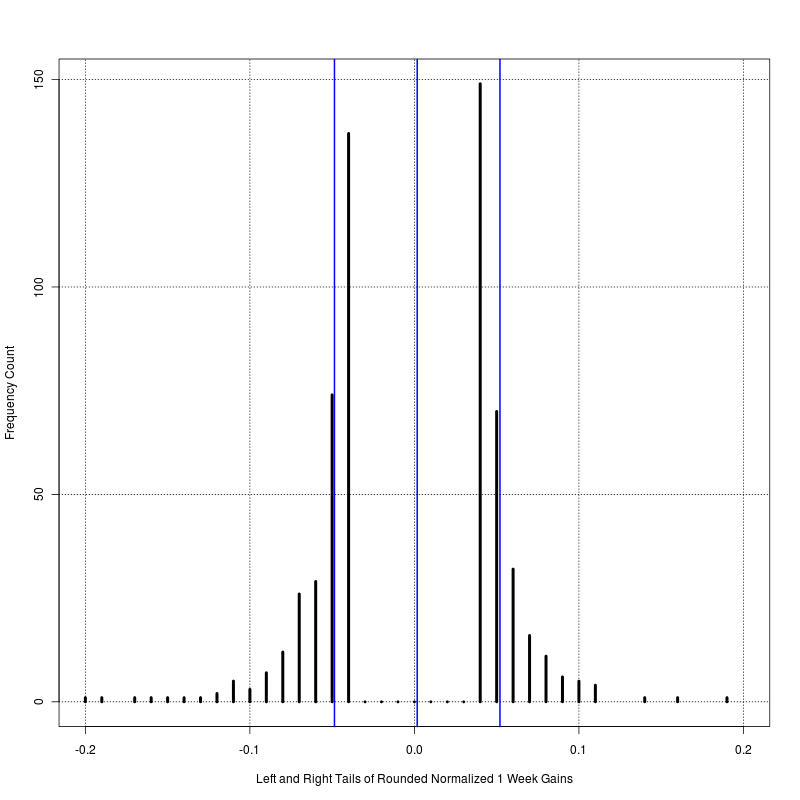 150
100
50
0
Frequency Count
-0.2 -0.1 0.0 0.1 0.2
Left and Right Tails of Rounded Normalized 1 Week Gains